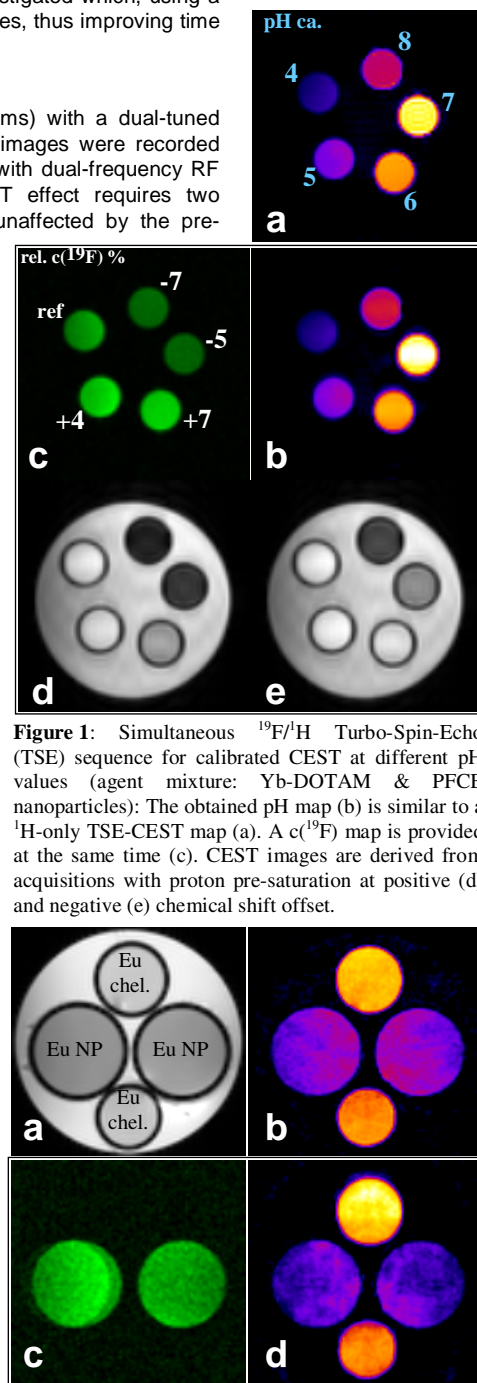 estigated which, using a
es, thus improving time
ms) with a dual-tuned
images were recorded
with dual-frequency RF
T effect requires two
unaffected by the pre-
pH ca.
8
4
7
5
6
a
rel. c(¹⁹F) %
-7
ref
-5
+4
+7
c
b
d
e
Figure 1: Simultaneous ¹⁹F/¹H Turbo-Spin-Echo
(TSE) sequence for calibrated CEST at different pH
values (agent mixture: Yb-DOTAM & PFCE
nanoparticles): The obtained pH map (b) is similar to a
¹H-only TSE-CEST map (a). A c(¹⁹F) map is provided
at the same time (c). CEST images are derived from
acquisitions with proton pre-saturation at positive (d)
and negative (e) chemical shift offset.
Eu
chel.
Eu NP
Eu NP
Eu
chel.
a
b
c
d